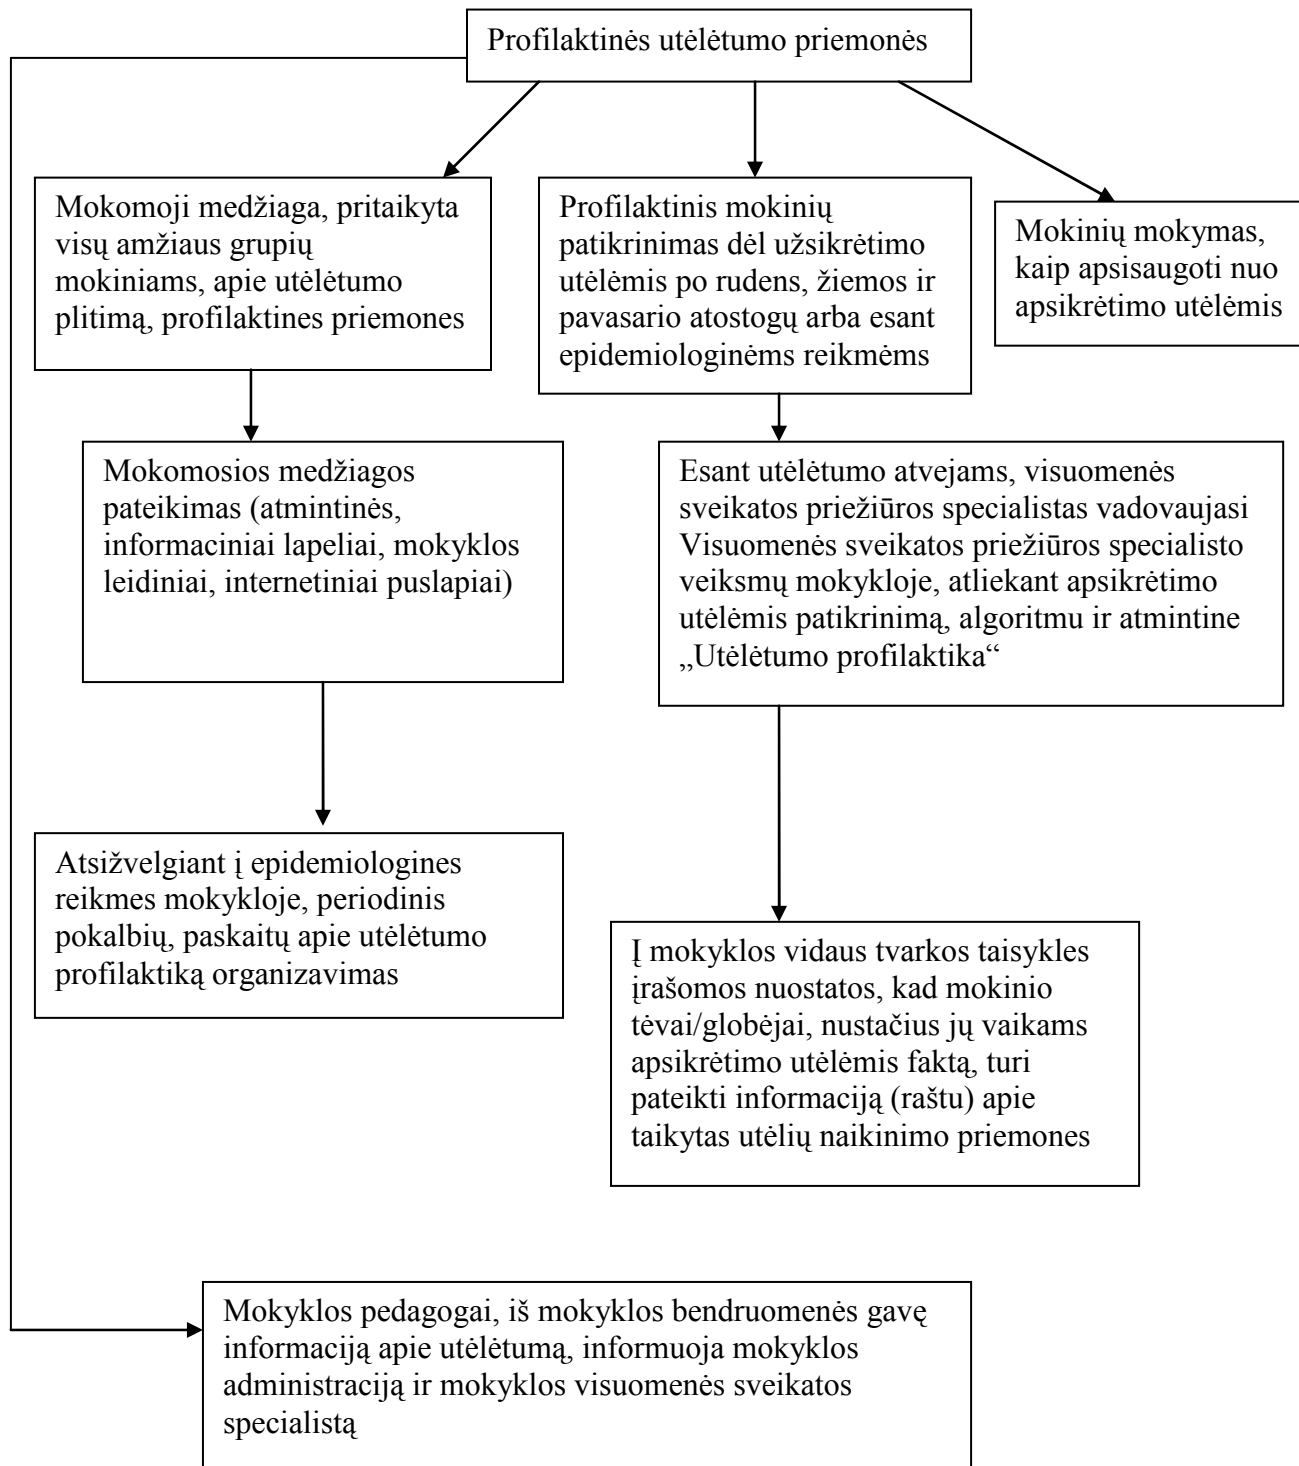 Profilaktinės utėlėtumo priemonės
Mokomoji medžiaga, pritaikyta
visų amžiaus grupių
mokiniams, apie utėlėtumo
plitimą, profilaktines priemones
Profilaktinis mokinių
patikrinimas dėl užsikrėtimo
utėlėmis po rudens, žiemos ir
pavasario atostogų arba esant
epidemiologinėms reikmėms
Mokinių mokymas,
kaip apsisaugoti nuo
apsikrėtimo utėlėmis
Mokomosios medžiagos
pateikimas (atmintinės,
informaciniai lapeliai, mokyklos
leidiniai, internetiniai puslapiai)
Esant utėlėtumo atvejams, visuomenės
sveikatos priežiūros specialistas vadovaujasi
Visuomenės sveikatos priežiūros specialisto
veiksmų mokykloje, atliekant apsikrėtimo
utėlėmis patikrinimą, algoritmu ir atmintine
„Utėlėtumo profilaktika“
Atsižvelgiant į epidemiologines
reikmes mokykloje, periodinis
pokalbių, paskaitų apie utėlėtumo
profilaktiką organizavimas
Į mokyklos vidaus tvarkos taisykles
įrašomos nuostatos, kad mokinio
tėvai/globėjai, nustačius jų vaikams
apsikrėtimo utėlėmis faktą, turi
pateikti informaciją (raštu) apie
taikytas utėlių naikinimo priemones
Mokyklos pedagogai, iš mokyklos bendruomenės gavę
informaciją apie utėlėtumą, informuoja mokyklos
administraciją ir mokyklos visuomenės sveikatos
specialistą